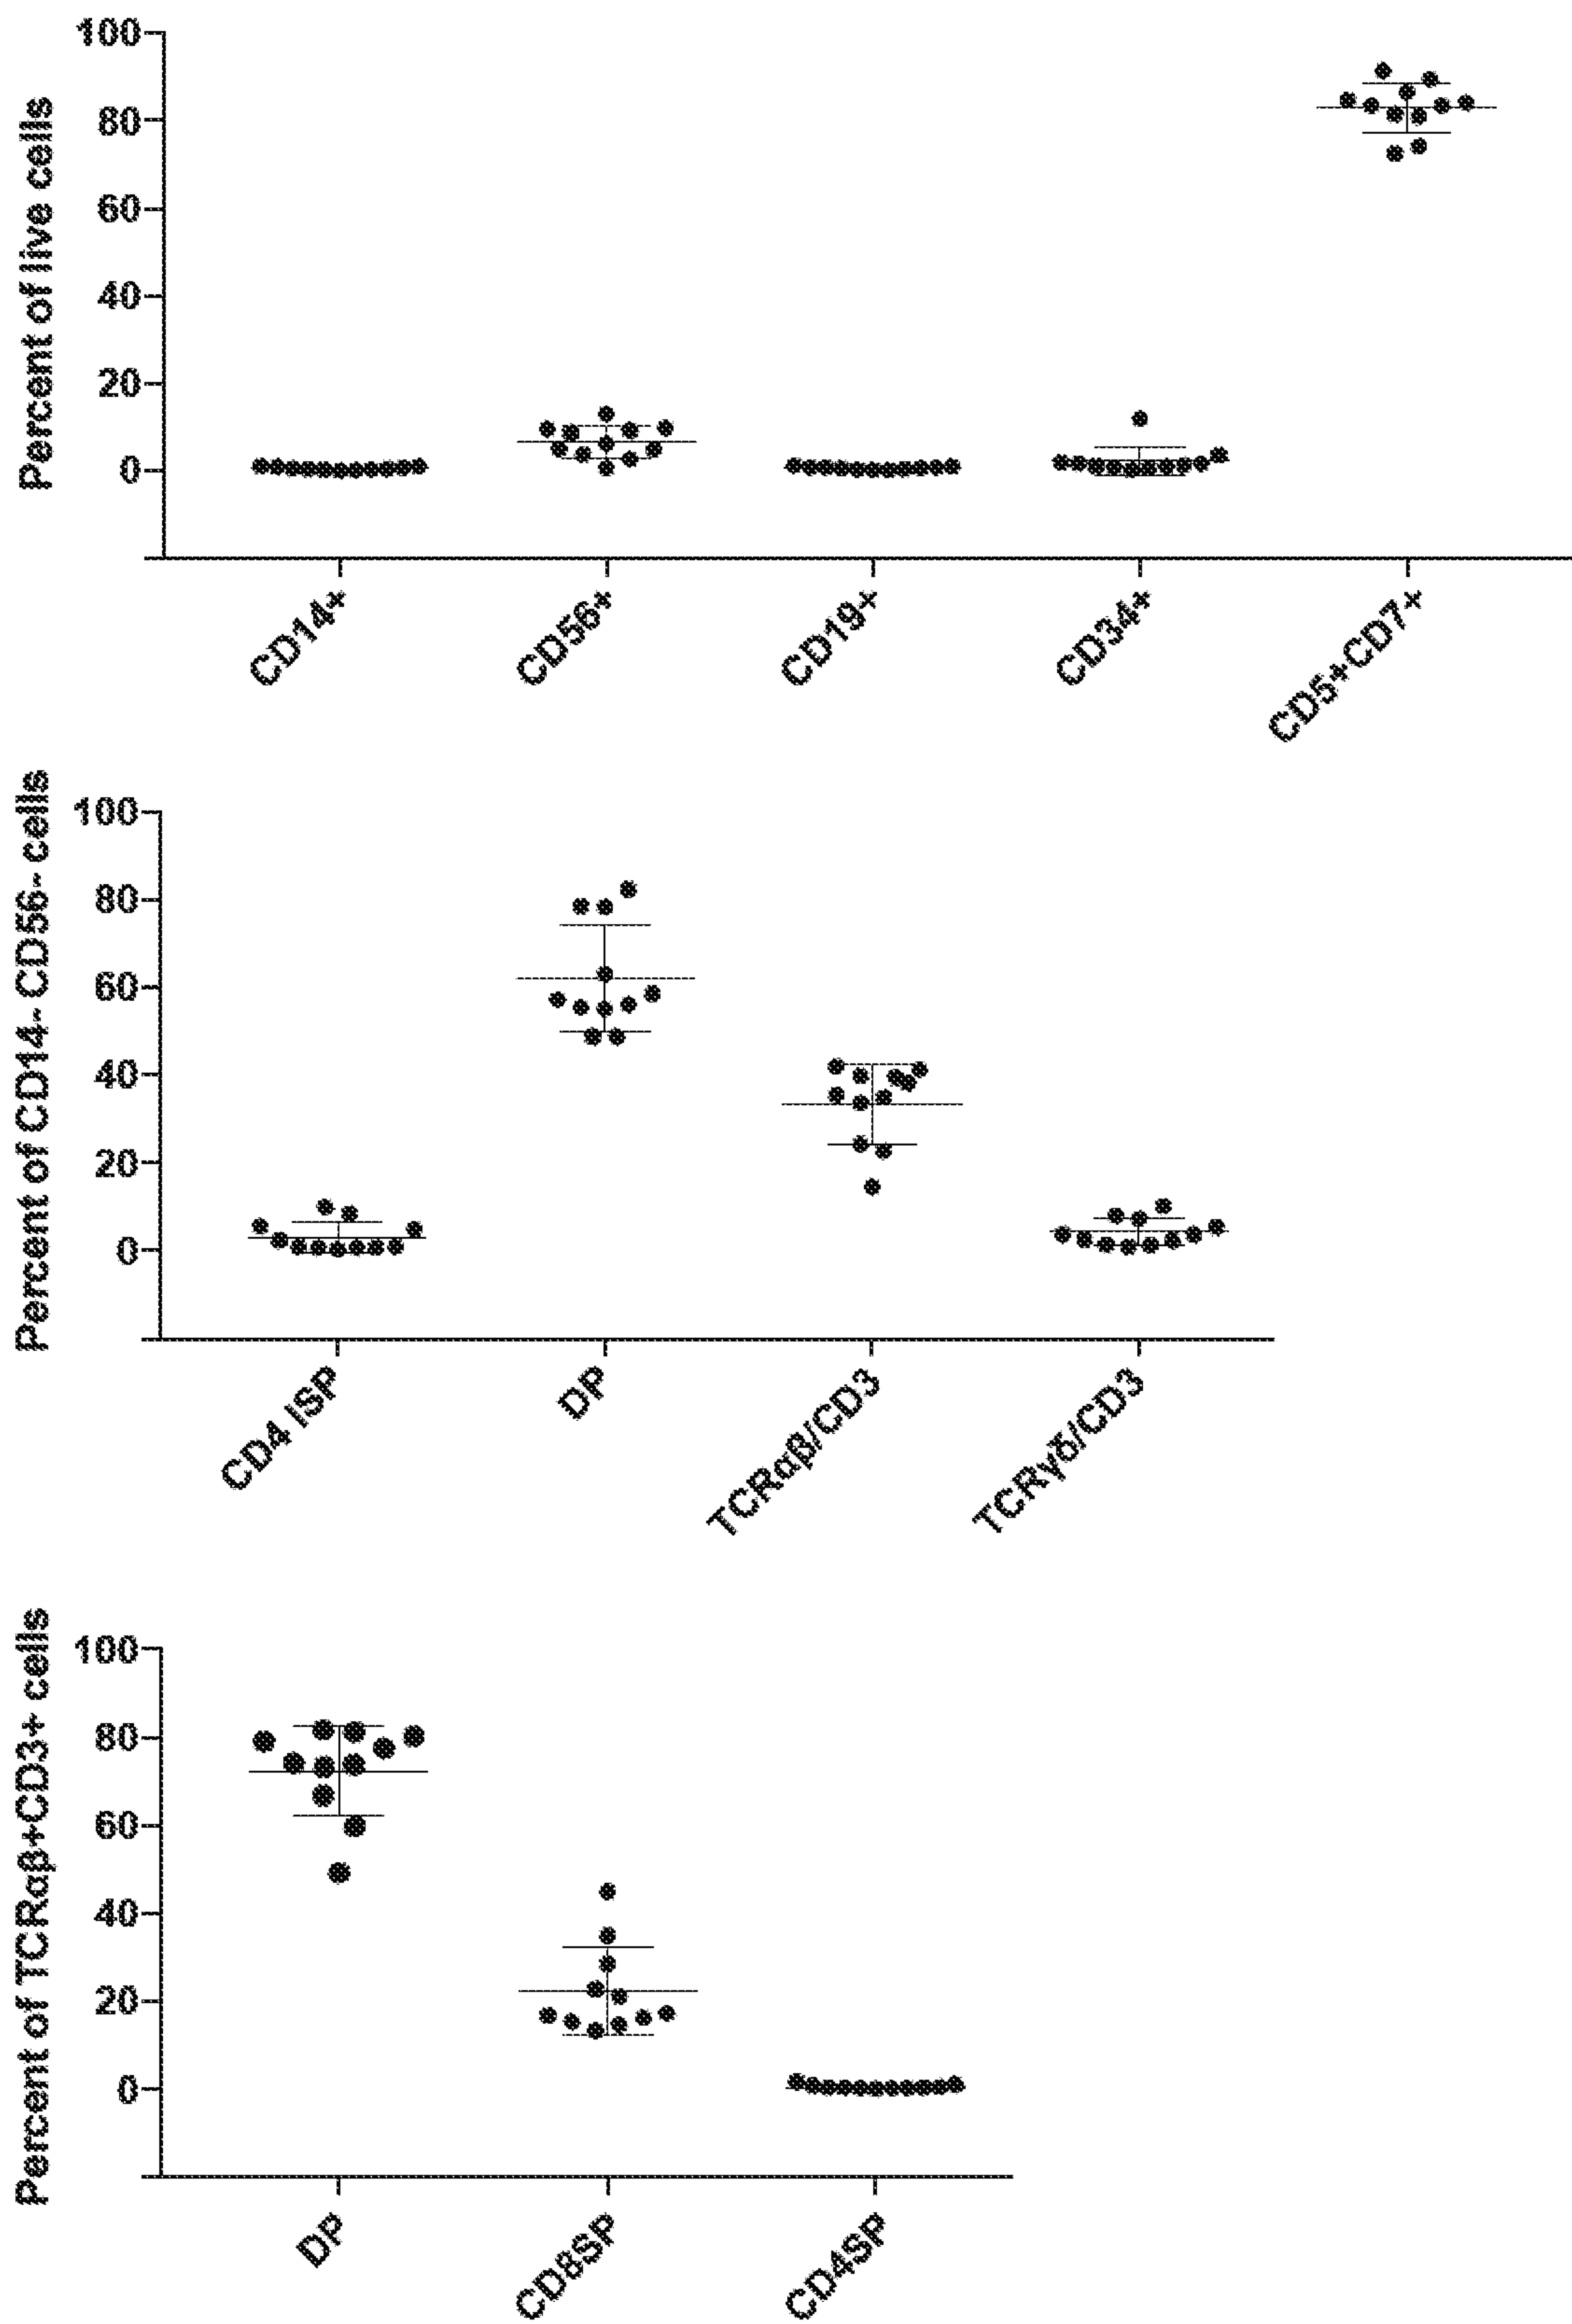 Percent of live cells
100
80
60
40
20
0
CD14+
CD56+
CD19+
CD34+
CD5+CD7+
Percent of CD14- CD56- cells
100
80
60
40
20
0
CD4 ISP
DP
TCRαβ/CD3
TCRγδ/CD3
Percent of TCRαβ+CD3+ cells
100
80
60
40
20
0
DP
CD8SP
CD4SP